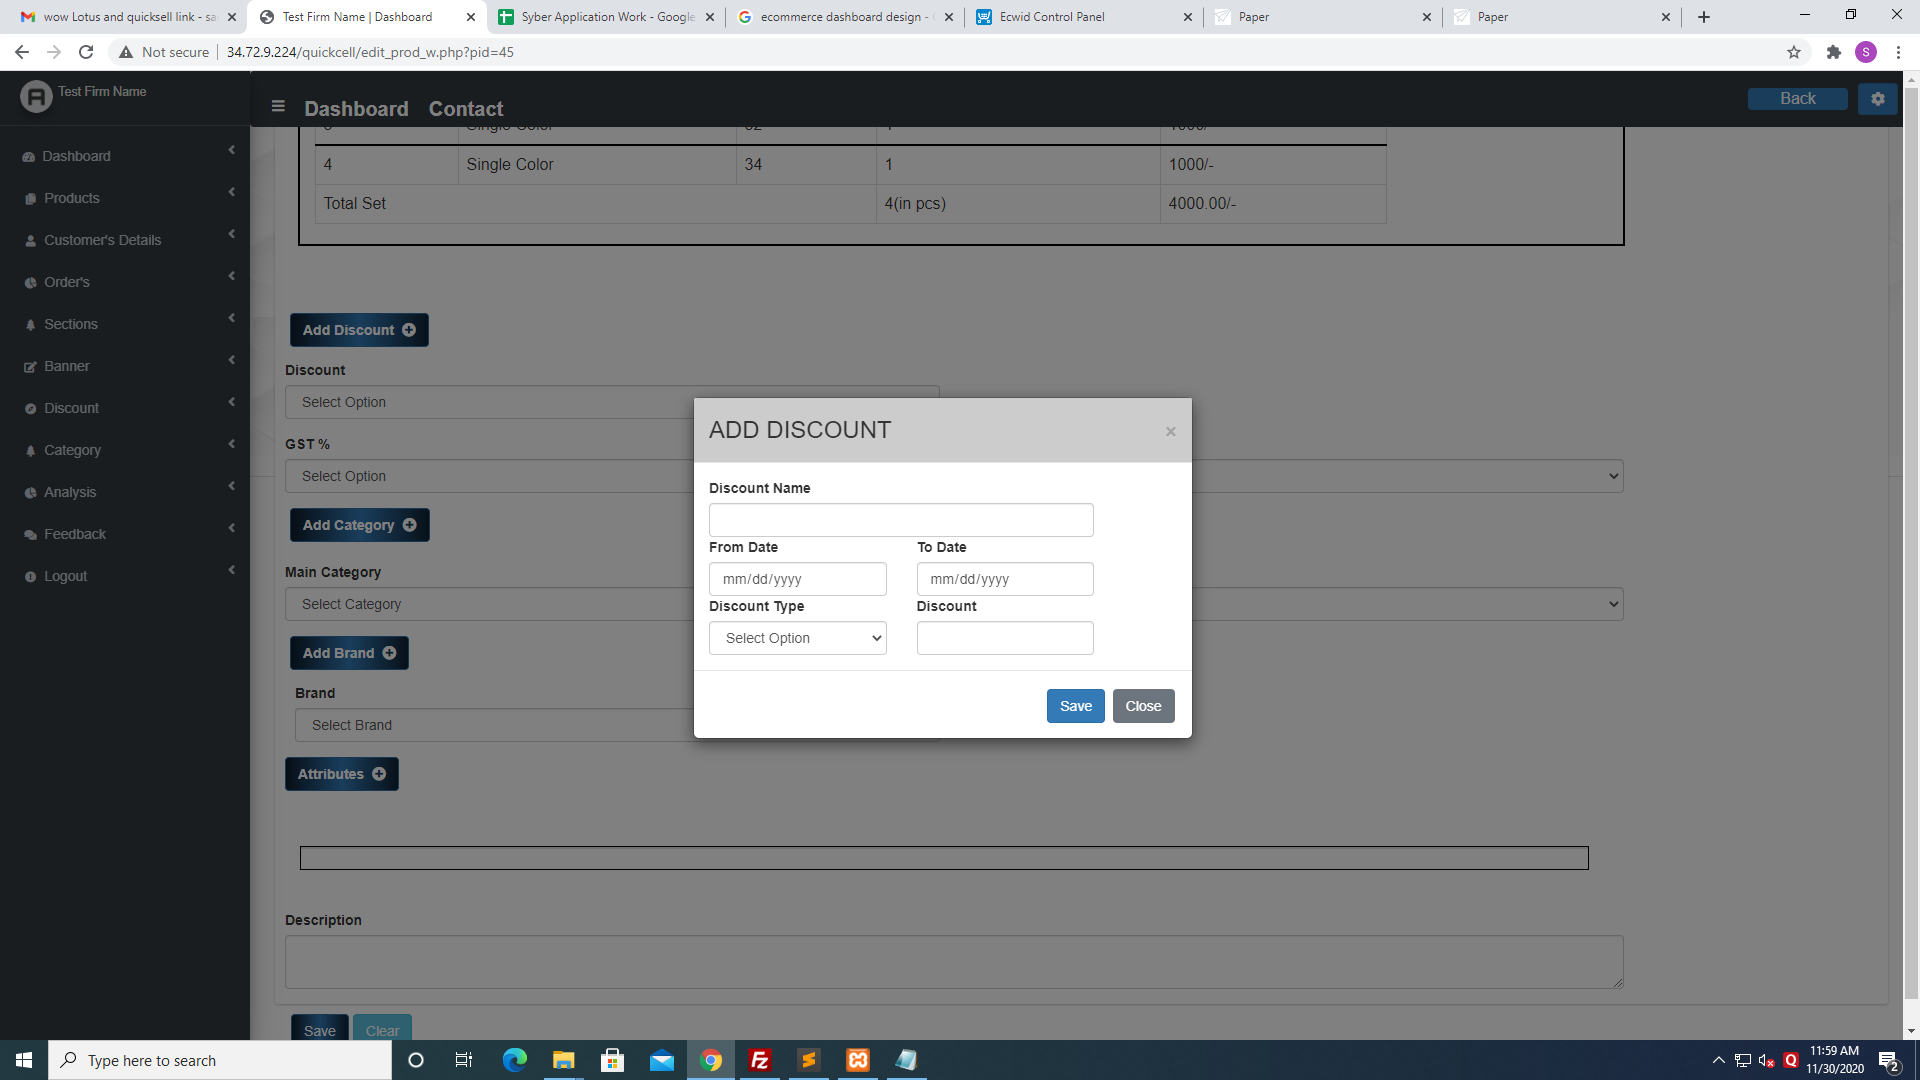 wow Lotus and quicksell link - sa
Test Firm Name | Dashboard
Syber Application Work - Google
ecommerce dashboard design -
Ecwid Control Panel
Paper
Paper
Not secure
34.72.9.224/quickcell/edit_prod_w.php?pid=45
S
Test Firm Name
Dashboard
Contact
Back
Single Color
4
Single Color
34
1
1000/-
Total Set
4(in pcs)
4000.00/-
Dashboard
Products
Customer's Details
Order's
Sections
Banner
Discount
Category
Analysis
Feedback
Logout
Add Discount
Discount
Select Option
GST %
Select Option
Add Category
Main Category
Select Category
Add Brand
Brand
Select Brand
Attributes
Description
Save
Clear
ADD DISCOUNT
×
Discount Name
From Date
To Date
mm/dd/yyyy
mm/dd/yyyy
Discount Type
Discount
Select Option
Save
Close
Type here to search
11:59 AM
11/30/2020
2